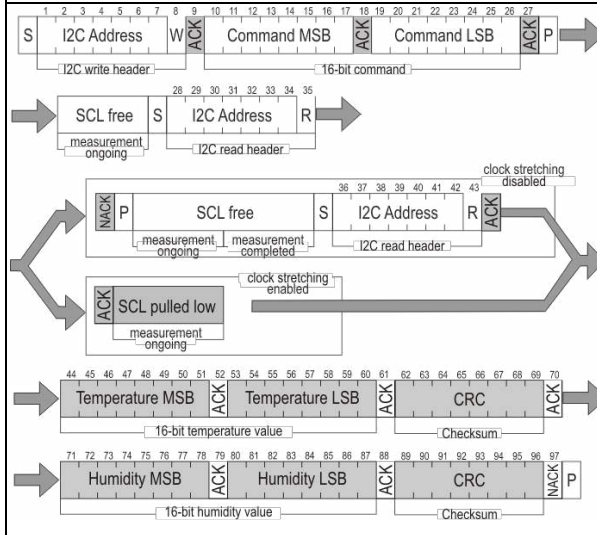 1 2 3 4 5 6 7 8 9 10 11 12 13 14 15 16 17 18 19 20 21 22 23 24 25 26 27
S I2C Address W ACK Command MSB ACK Command LSB ACK P
I2C write header 16-bit command
28 29 30 31 32 33 34 35
SCL free S I2C Address R
measurement ongoing I2C read header
clock stretching disabled
36 37 38 39 40 41 42 43
NACK P SCL free S I2C Address R ACK
measurement ongoing measurement completed I2C read header
clock stretching enabled
ACK SCL pulled low
measurement ongoing
44 45 46 47 48 49 50 51 52 53 54 55 56 57 58 59 60 61 62 63 64 65 66 67 68 69 70
Temperature MSB ACK Temperature LSB ACK CRC ACK
16-bit temperature value Checksum
71 72 73 74 75 76 77 78 79 80 81 82 83 84 85 86 87 88 89 90 91 92 93 94 95 96 97
Humidity MSB ACK Humidity LSB ACK CRC NACK P
16-bit humidity value Checksum